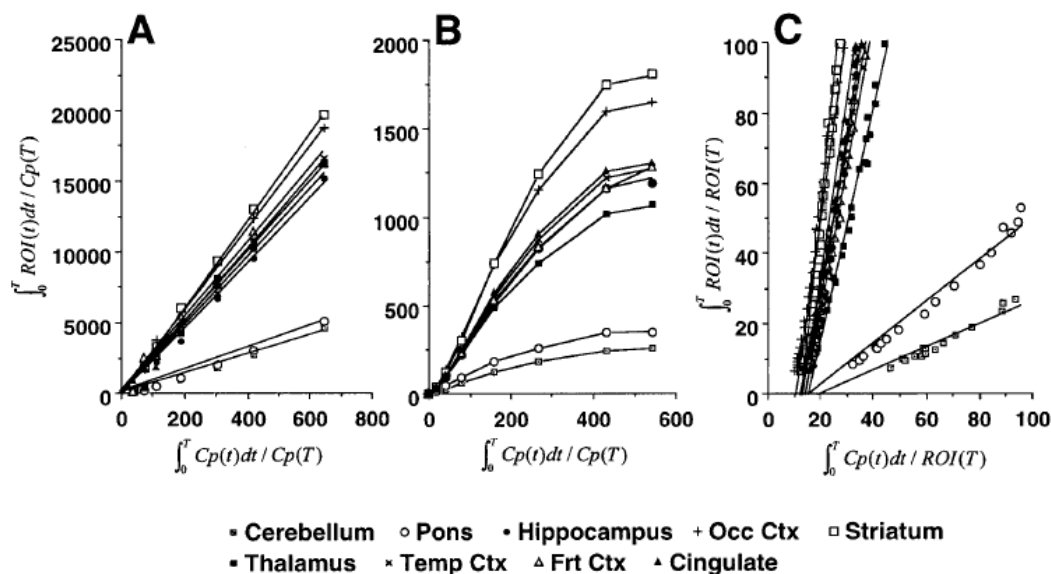 A
B
C
25000
20000
15000
10000
5000
0
∫₀ᵀ ROI(t)dt / Cp(T)
0 200 400 600 800
∫₀ᵀ Cp(t)dt / Cp(T)
2000
1500
1000
500
0
0 200 400 600
∫₀ᵀ Cp(t)dt / Cp(T)
100
80
60
40
20
0
∫₀ᵀ ROI(t)dt / ROI(T)
0 20 40 60 80 100
∫₀ᵀ Cp(t)dt / ROI(T)
Cerebellum Pons Hippocampus Occ Ctx Striatum
Thalamus Temp Ctx Frt Ctx Cingulate